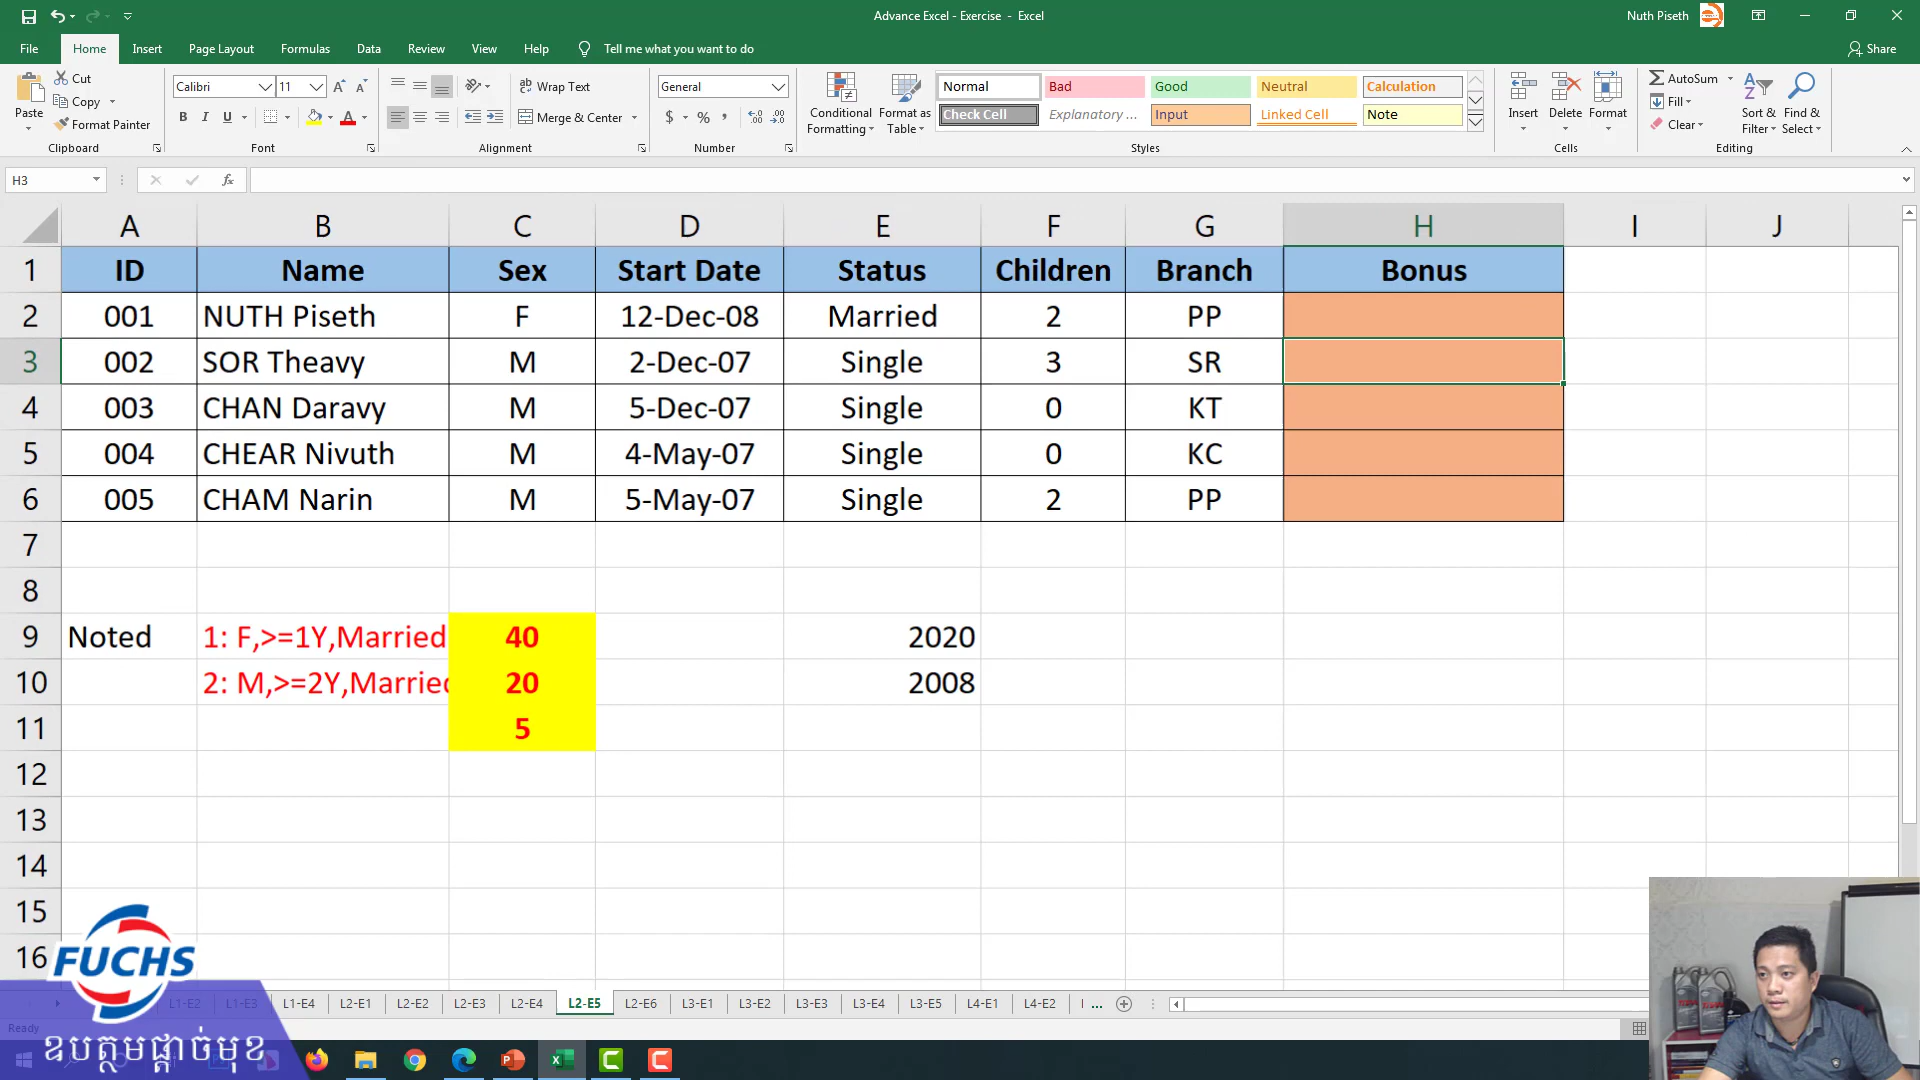 Advance Excel - Exercise - Excel
Nuth Piseth
File Home Insert Page Layout Formulas Data Review View Help Tell me what you want to do
Share
Paste
Cut
Copy
Format Painter
Clipboard
Calibri 11
B I U
Font
Wrap Text
Merge & Center
Alignment
General
$ % ,
Number
Conditional Formatting
Format as Table
Normal Bad Good Neutral Calculation
Check Cell Explanatory ... Input Linked Cell Note
Styles
Insert Delete Format
Cells
AutoSum
Fill
Clear
Sort & Filter
Find & Select
Editing
H3
fx
A B C D E F G H I J
1 ID Name Sex Start Date Status Children Branch Bonus
2 001 NUTH Piseth F 12-Dec-08 Married 2 PP
3 002 SOR Theavy M 2-Dec-07 Single 3 SR
4 003 CHAN Daravy M 5-Dec-07 Single 0 KT
5 004 CHEAR Nivuth M 4-May-07 Single 0 KC
6 005 CHAM Narin M 5-May-07 Single 2 PP
7
8
9 Noted 1: F,>=1Y,Married 40 2020
10 2: M,>=2Y,Married 20 2008
11 5
12
13
14
15
16
FUCHS
L1-E2 L1-E3 L1-E4 L2-E1 L2-E2 L2-E3 L2-E4 L2-E5 L2-E6 L3-E1 L3-E2 L3-E3 L3-E4 L3-E5 L4-E1 L4-E2 ...
Ready
ឧបត្ថមផ្តាច់មុខ